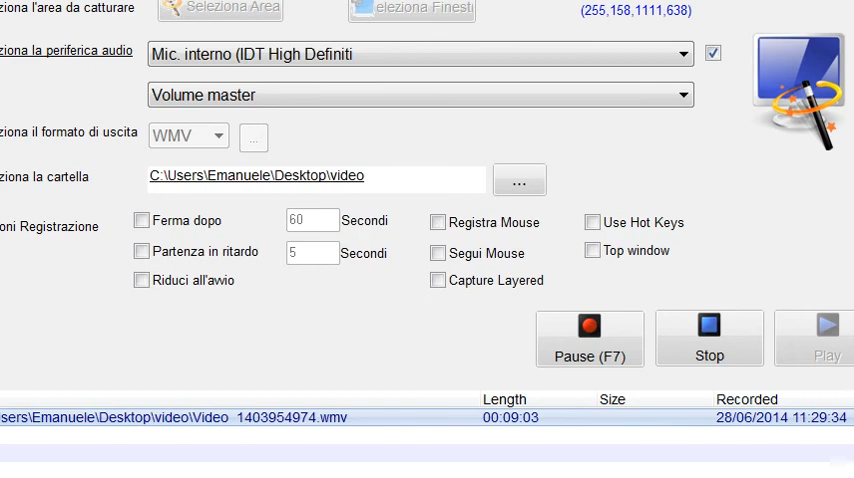 ziona l'area da catturare
Seleziona Area
eleziona Finestr
(255,158,1111,638)
ziona la periferica audio
Mic. interno (IDT High Definiti
Volume master
ziona il formato di uscita
WMV
...
ziona la cartella
C:\Users\Emanuele\Desktop\video
...
oni Registrazione
Ferma dopo
60
Secondi
Registra Mouse
Use Hot Keys
Partenza in ritardo
5
Secondi
Segui Mouse
Top window
Riduci all'avvio
Capture Layered
Pause (F7)
Stop
Play
Length
Size
Recorded
sers\Emanuele\Desktop\video\Video 1403954974.wmv
00:09:03
28/06/2014 11:29:34